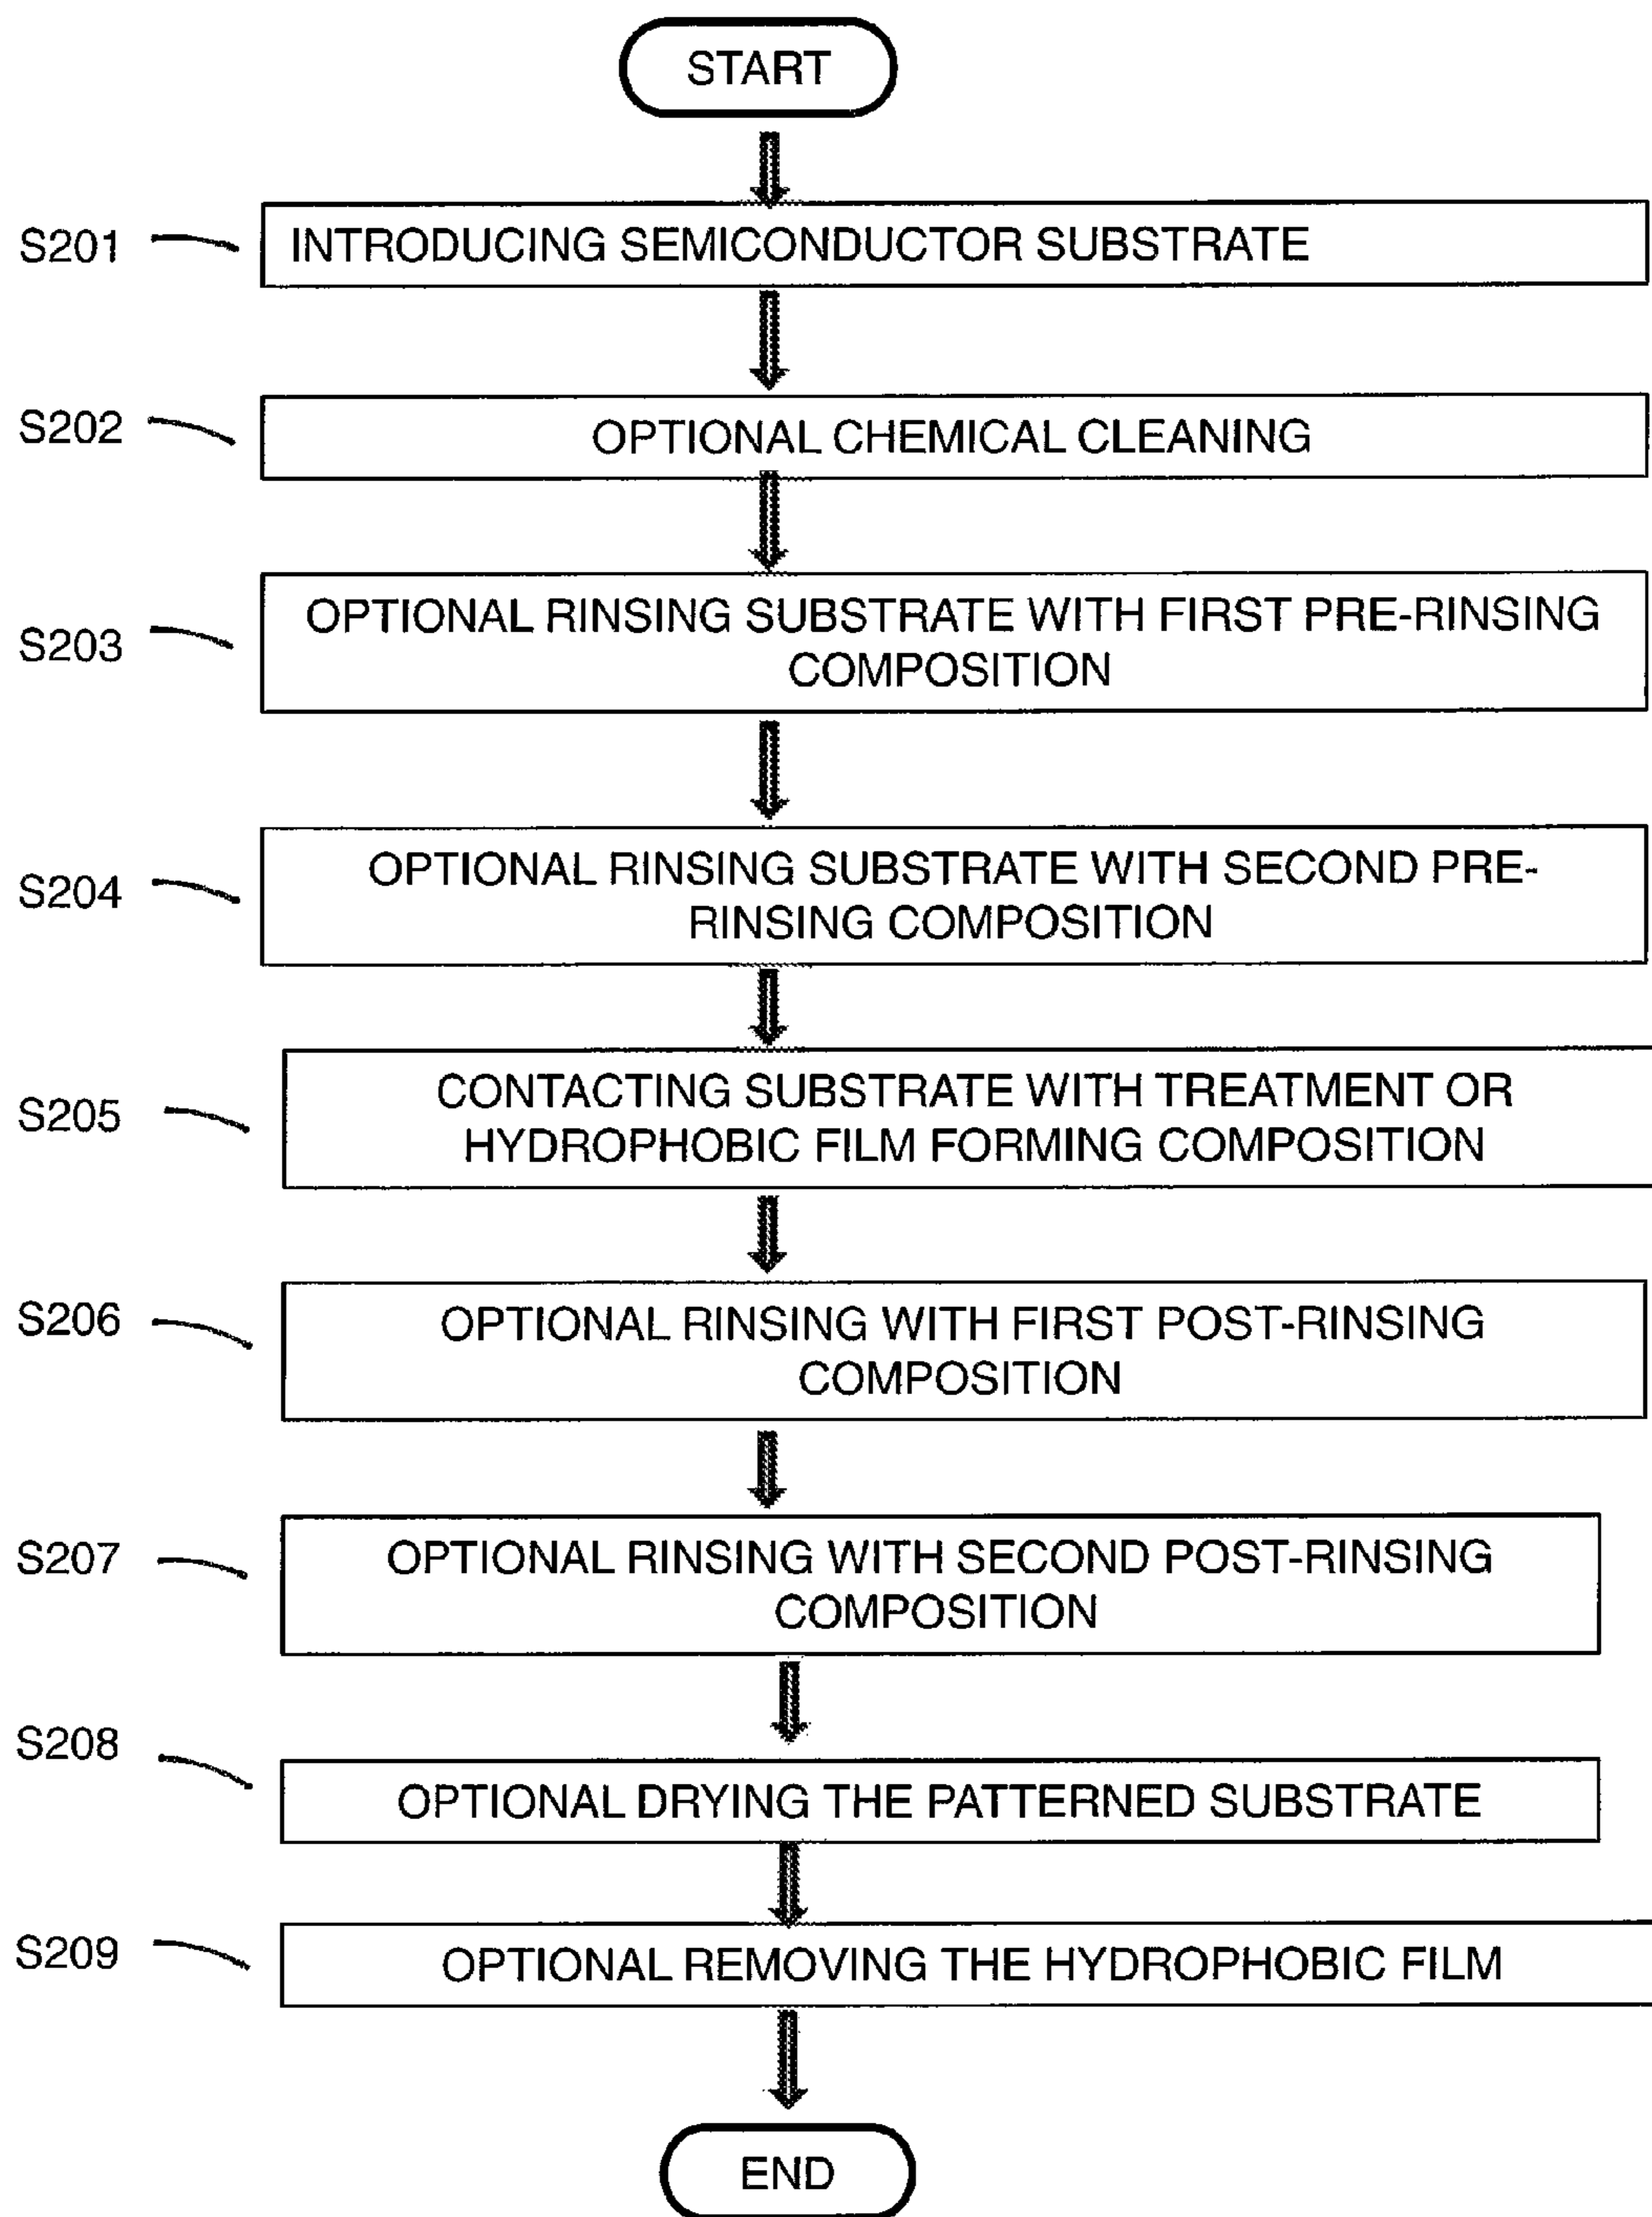 START
S201
INTRODUCING SEMICONDUCTOR SUBSTRATE
S202
OPTIONAL CHEMICAL CLEANING
S203
OPTIONAL RINSING SUBSTRATE WITH FIRST PRE-RINSING
COMPOSITION
S204
OPTIONAL RINSING SUBSTRATE WITH SECOND PRE-
RINSING COMPOSITION
S205
CONTACTING SUBSTRATE WITH TREATMENT OR
HYDROPHOBIC FILM FORMING COMPOSITION
S206
OPTIONAL RINSING WITH FIRST POST-RINSING
COMPOSITION
S207
OPTIONAL RINSING WITH SECOND POST-RINSING
COMPOSITION
S208
OPTIONAL DRYING THE PATTERNED SUBSTRATE
S209
OPTIONAL REMOVING THE HYDROPHOBIC FILM
END